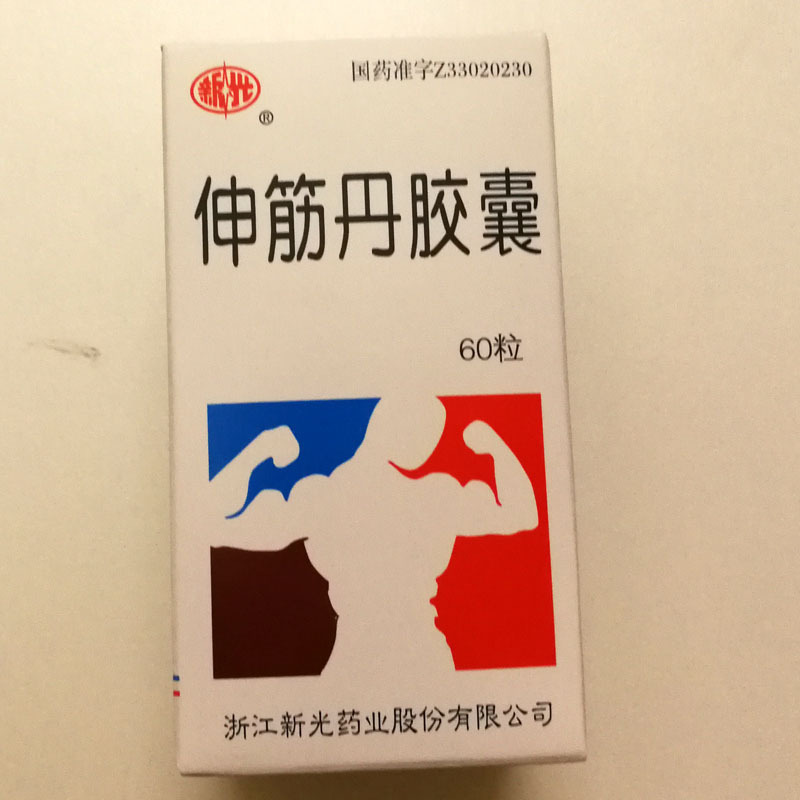 国药准字Z33020230
新光
®
伸筋丹胶囊
60粒
浙江新光药业股份有限公司